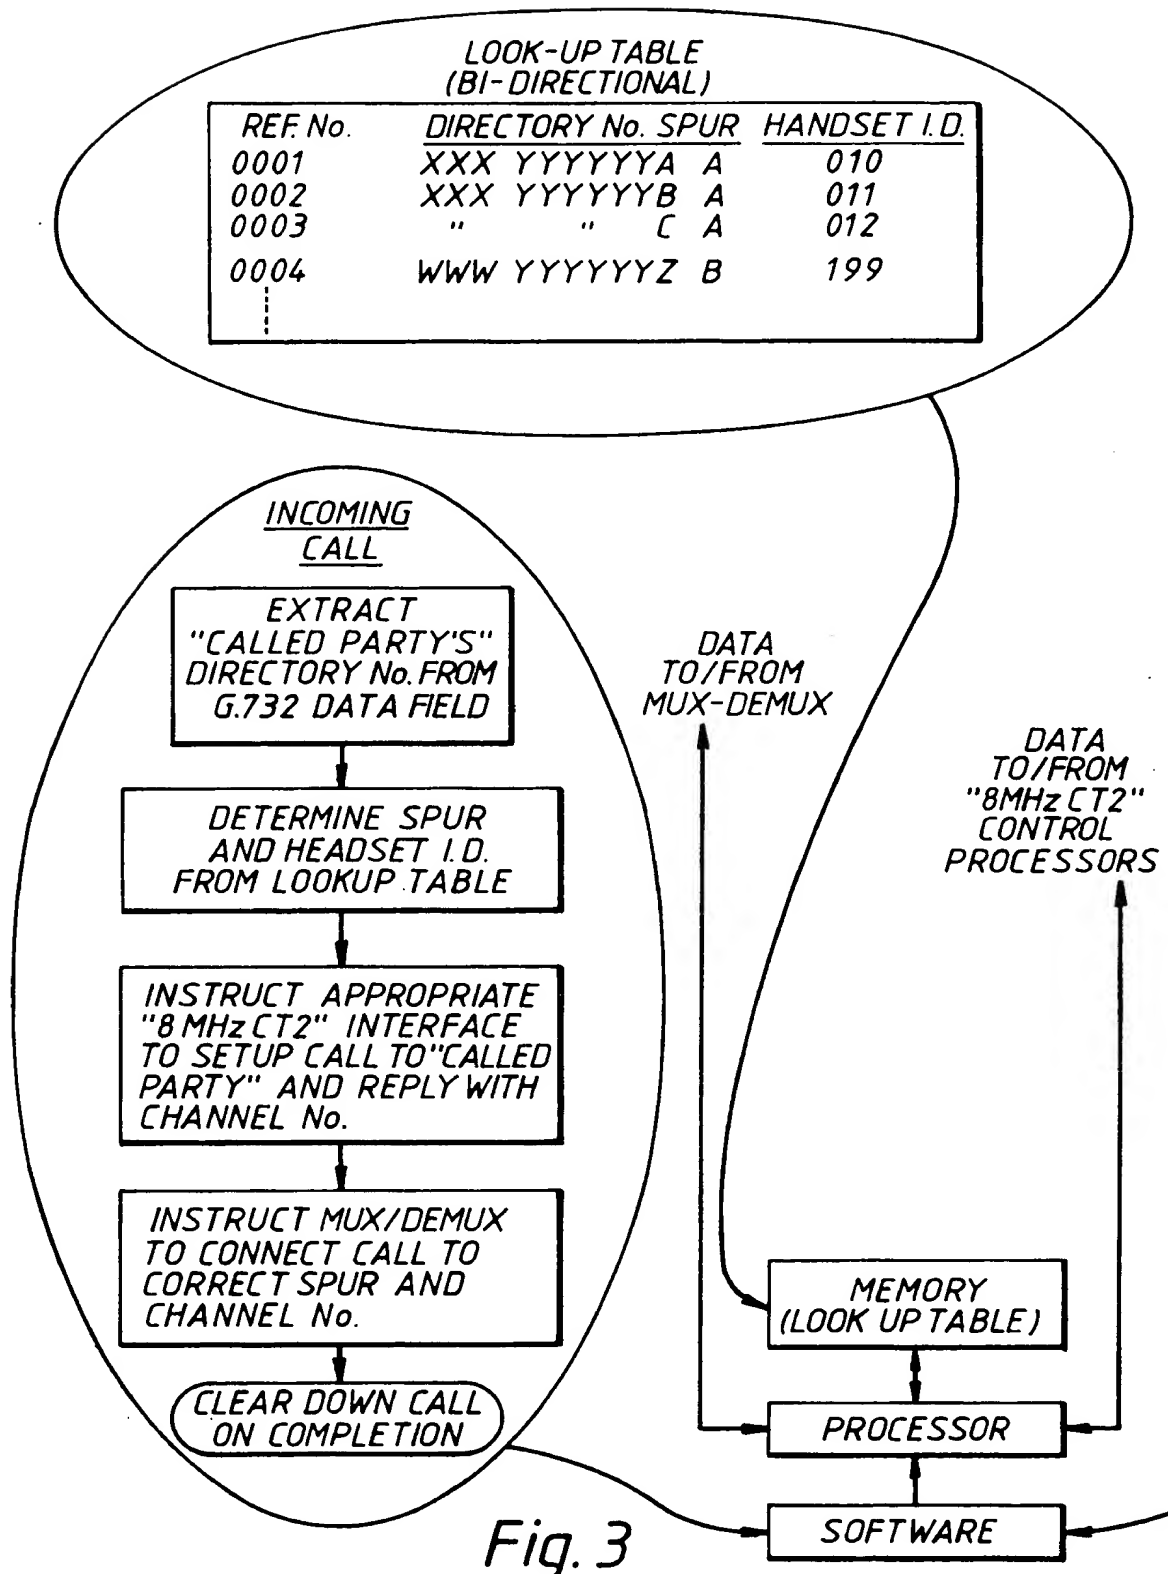 LOOK-UP TABLE
(BI-DIRECTIONAL)
REF. No. DIRECTORY No. SPUR HANDSET I.D.
0001 XXX YYYYYYA A 010
0002 XXX YYYYYYB A 011
0003 " " C A 012
0004 WWW YYYYYYZ B 199
INCOMING
CALL
EXTRACT
"CALLED PARTY'S"
DIRECTORY No. FROM
G.732 DATA FIELD
DETERMINE SPUR
AND HEADSET I.D.
FROM LOOKUP TABLE
INSTRUCT APPROPRIATE
"8MHz CT2" INTERFACE
TO SETUP CALL TO "CALLED
PARTY" AND REPLY WITH
CHANNEL No.
INSTRUCT MUX/DEMUX
TO CONNECT CALL TO
CORRECT SPUR AND
CHANNEL No.
CLEAR DOWN CALL
ON COMPLETION
DATA
TO/FROM
MUX-DEMUX
DATA
TO/FROM
"8MHz CT2"
CONTROL
PROCESSORS
MEMORY
(LOOK UP TABLE)
PROCESSOR
SOFTWARE
Fig. 3